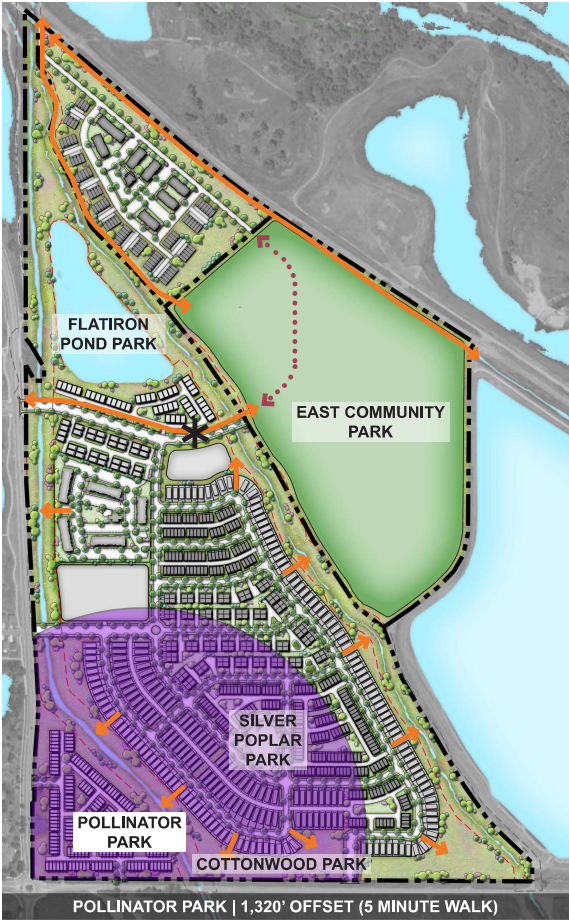 FLATIRON
POND PARK
EAST COMMUNITY
PARK
SILVER
POPLAR
PARK
POLLINATOR
PARK
COTTONWOOD PARK
POLLINATOR PARK | 1,320' OFFSET (5 MINUTE WALK)